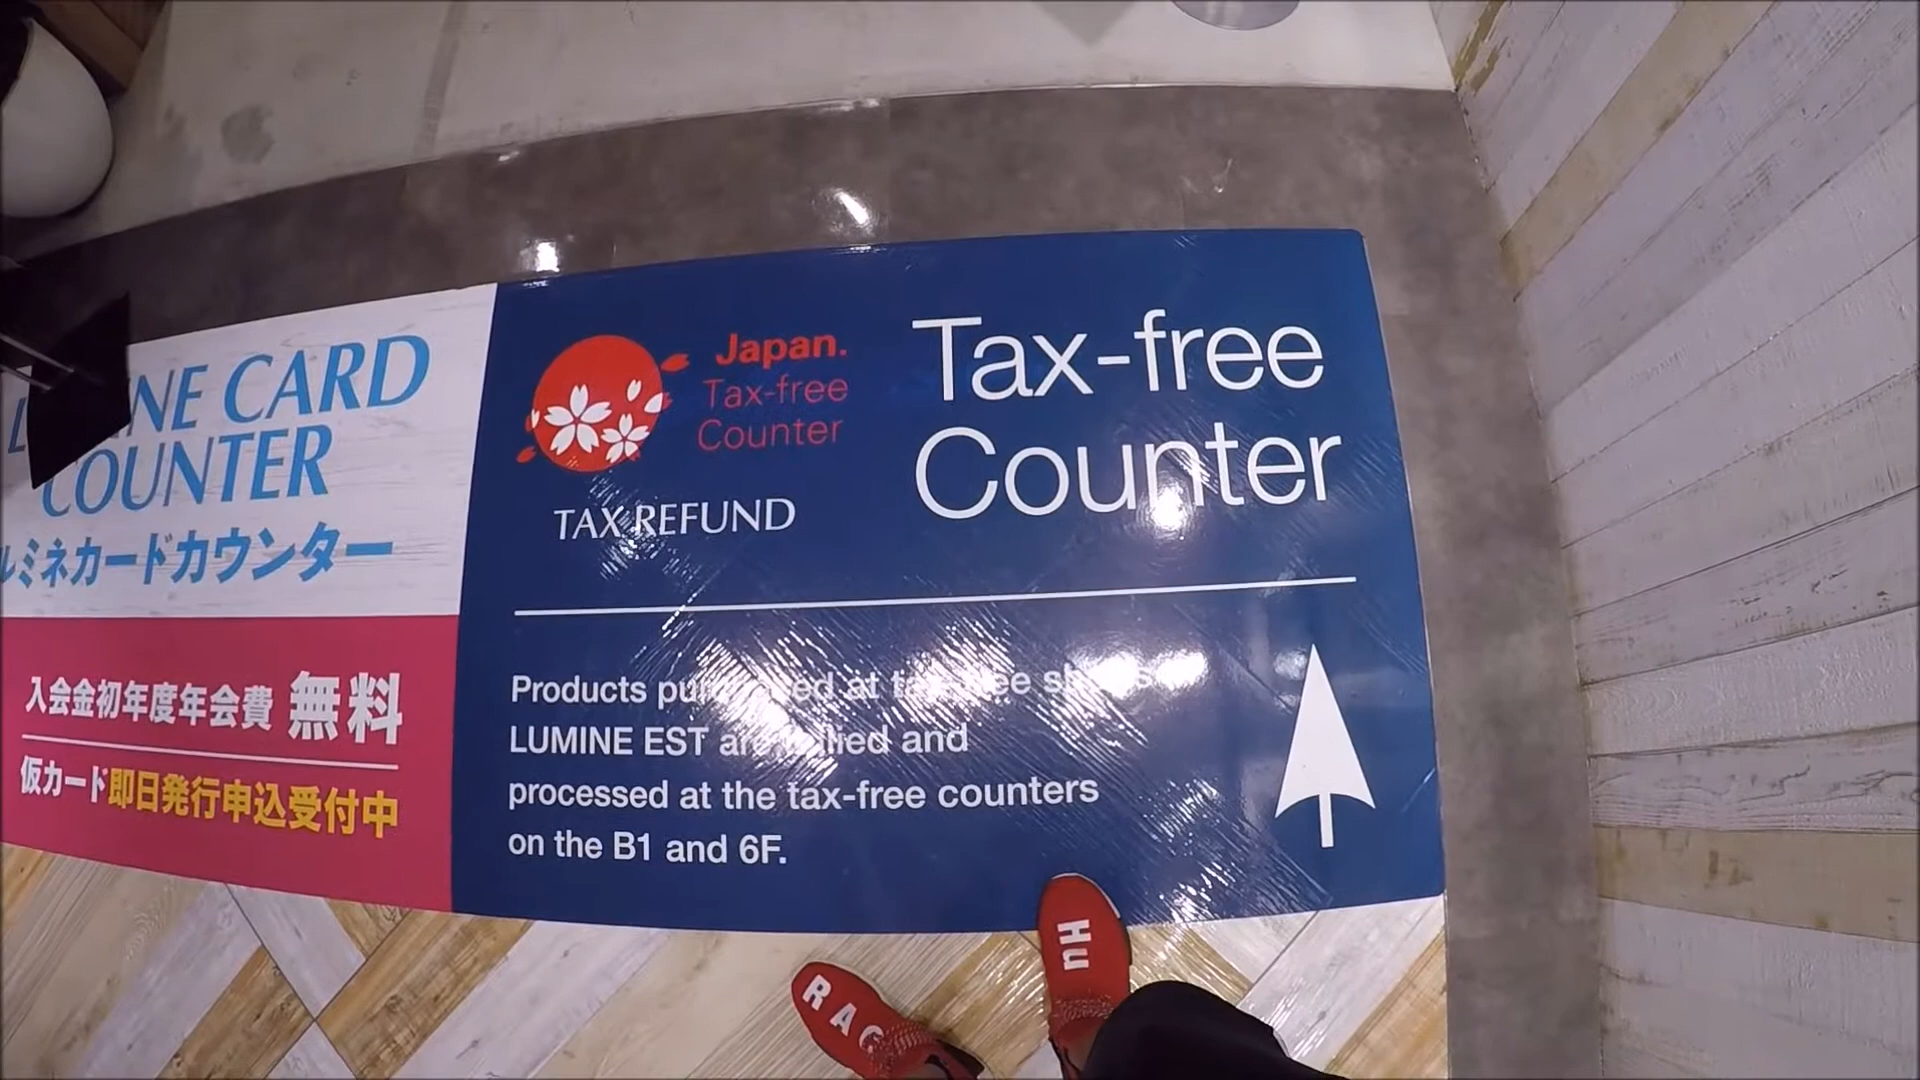 CARD
COUNTER
ルミネカードカウンター
入会金初年度年会費 無料
仮カード即日発行申込受付中
Japan.
Tax-free
Counter
TAX REFUND
Tax-free
Counter
Products at
LUMINE EST and
processed at the tax-free counters
on the B1 and 6F.
RAC
Hu